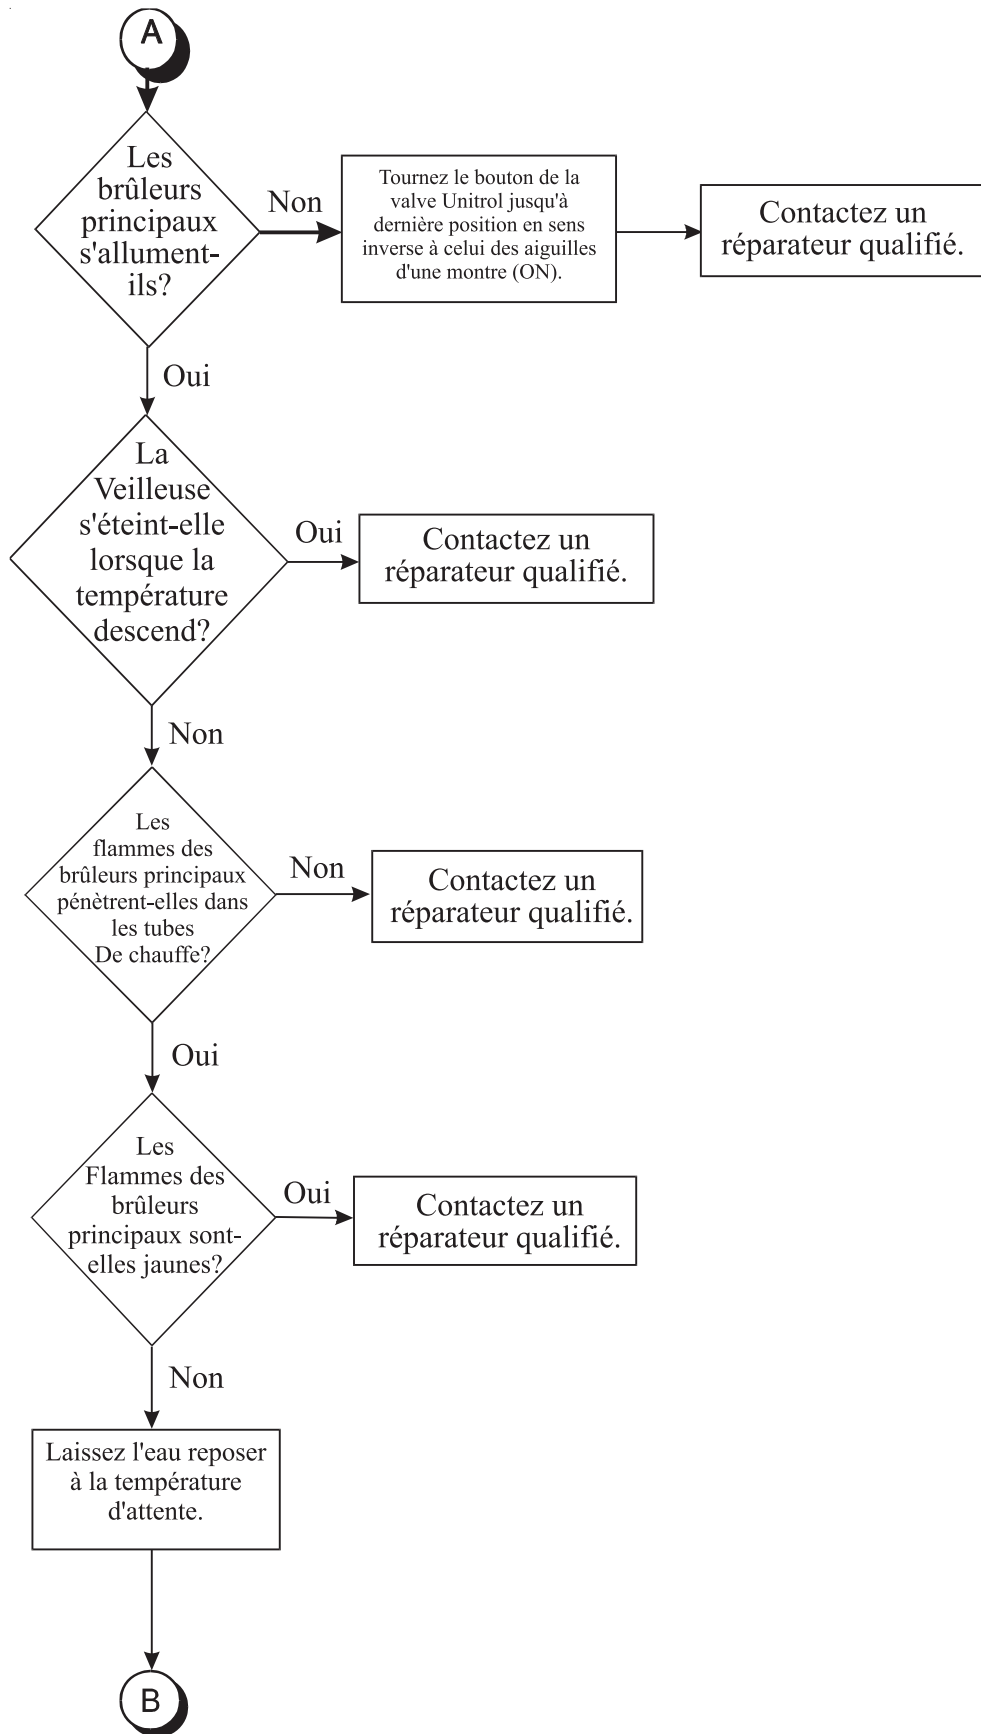 A
Les
brûleurs
principaux
s'allument-
ils?
Non
Tournez le bouton de la
valve Unitrol jusqu'à
dernière position en sens
inverse à celui des aiguilles
d'une montre (ON).
Contactez un
réparateur qualifié.
Oui
La
Veilleuse
s'éteint-elle
lorsque la
température
descend?
Oui
Contactez un
réparateur qualifié.
Non
Les
flammes des
brûleurs principaux
pénètrent-elles dans
les tubes
De chauffe?
Non
Contactez un
réparateur qualifié.
Oui
Les
Flammes des
brûleurs
principaux sont-
elles jaunes?
Oui
Contactez un
réparateur qualifié.
Non
Laissez l'eau reposer
à la température
d'attente.
B